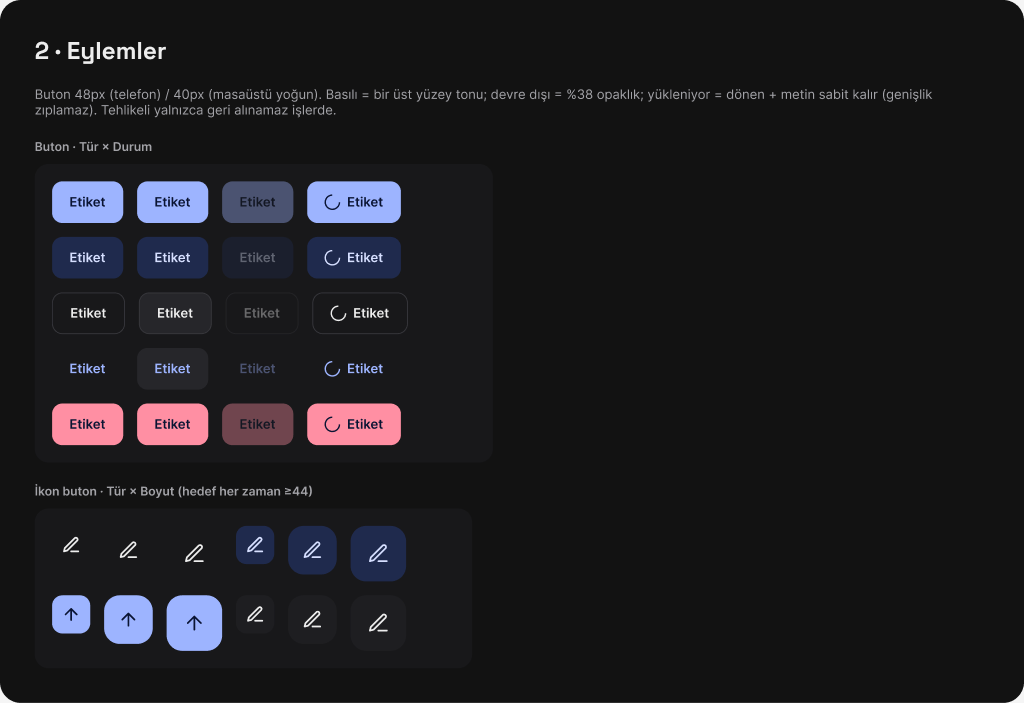 2 · Eylemler
Buton 48px (telefon) / 40px (masaüstü yoğun). Basılı = bir üst yüzey tonu; devre dışı = %38 opaklık; yükleniyor = dönen + metin sabit kalır (genişlik
zıplamaz). Tehlikeli yalnızca geri alınamaz işlerde.
Buton · Tür × Durum
Etiket Etiket Etiket Etiket
Etiket Etiket Etiket Etiket
Etiket Etiket Etiket Etiket
Etiket Etiket Etiket Etiket
Etiket Etiket Etiket Etiket
İkon buton · Tür × Boyut (hedef her zaman ≥44)